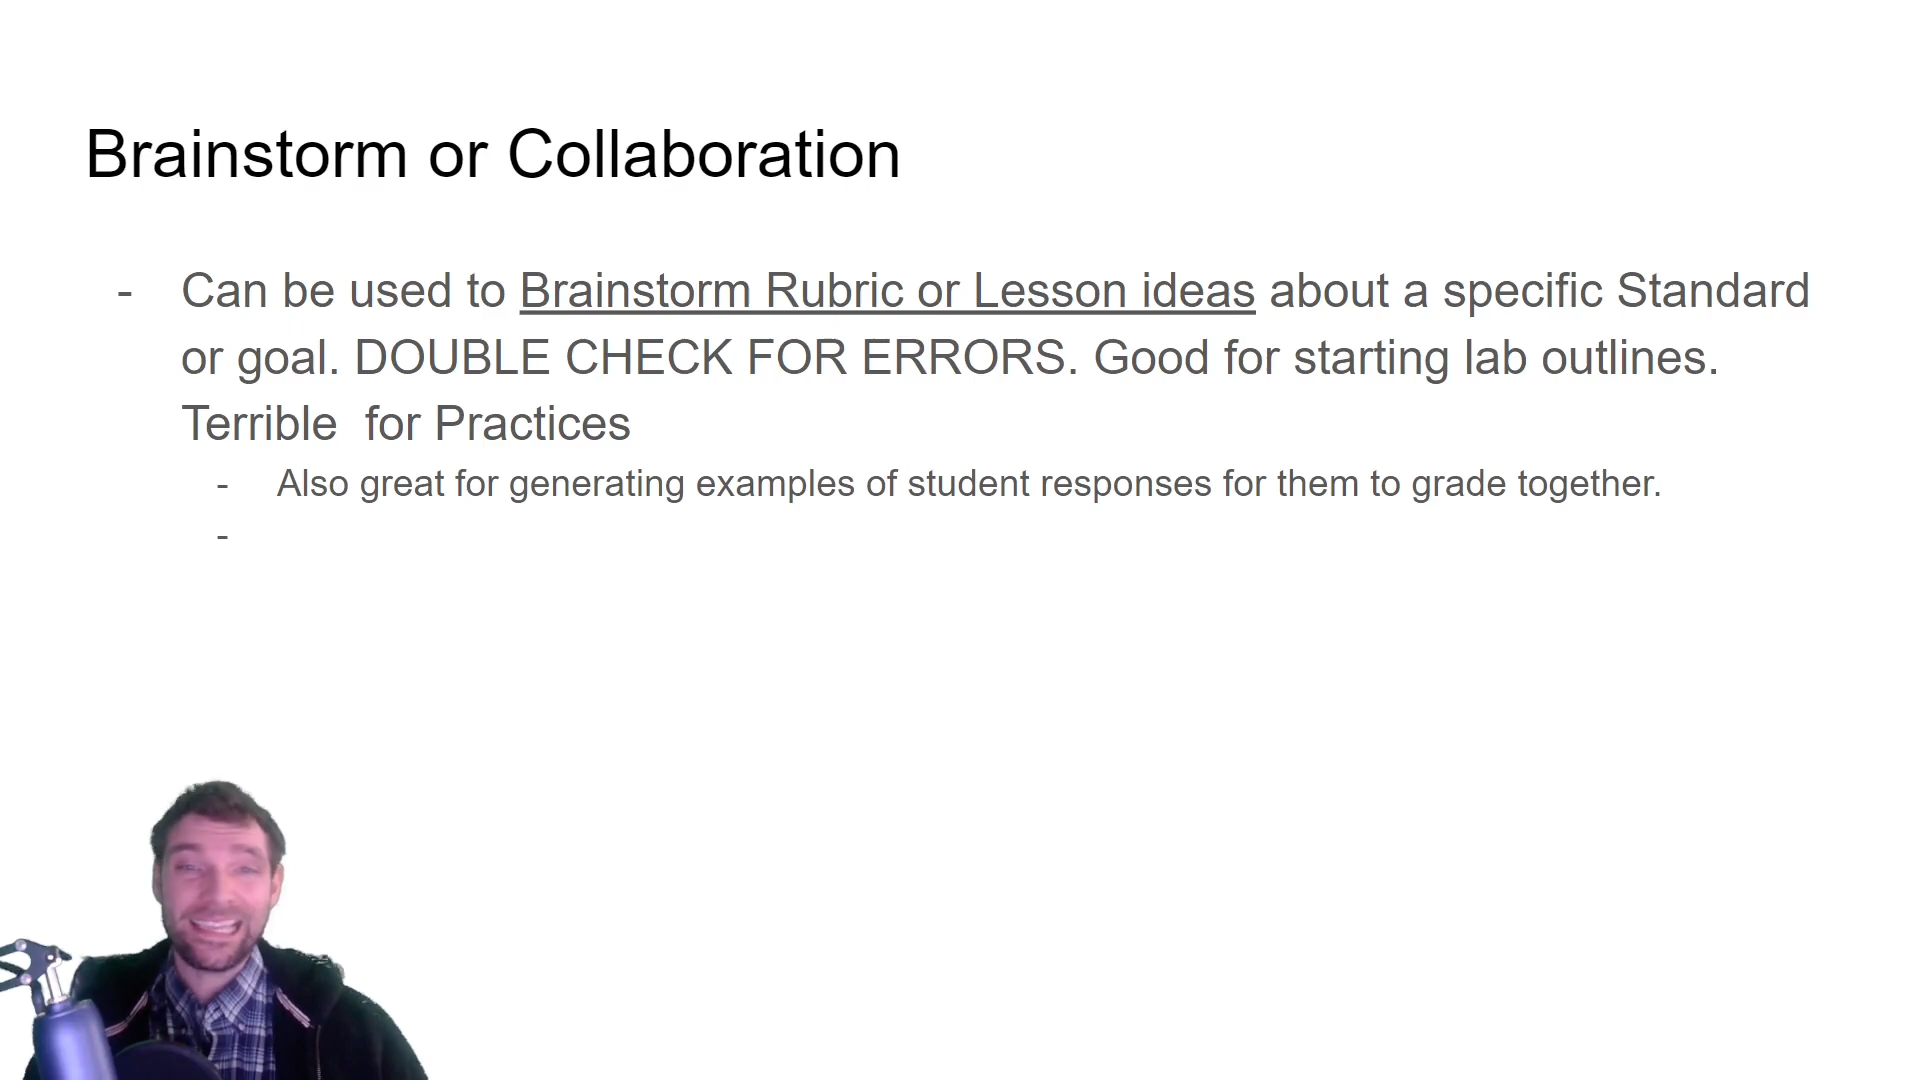 Brainstorm or Collaboration
- Can be used to Brainstorm Rubric or Lesson ideas about a specific Standard
or goal. DOUBLE CHECK FOR ERRORS. Good for starting lab outlines.
Terrible  for Practices
- Also great for generating examples of student responses for them to grade together.
-